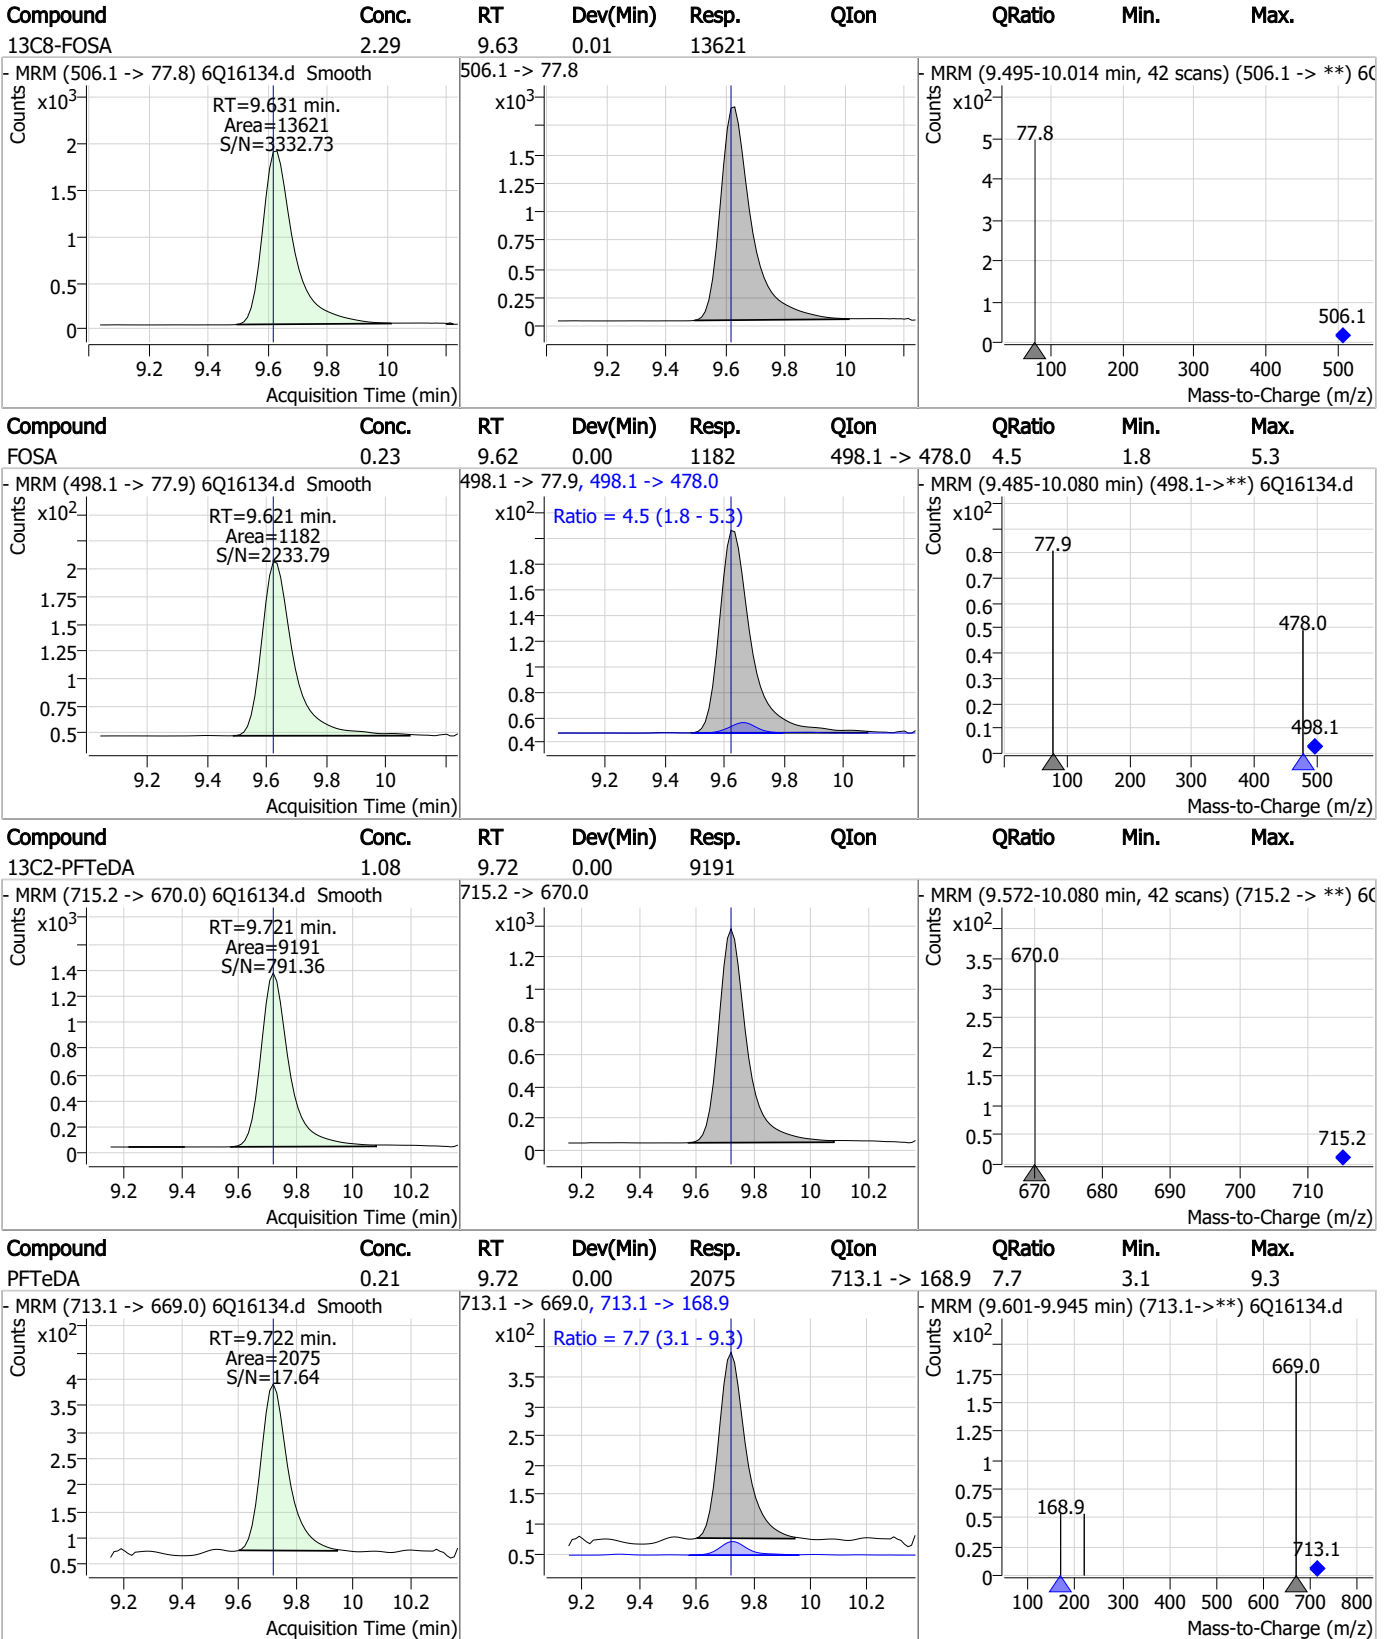 Compound Conc. RT Dev(Min) Resp. QIon QRatio Min. Max.
13C8-FOSA 2.29 9.63 0.01 13621
- MRM (506.1 -> 77.8) 6Q16134.d Smooth
Counts
x10³
RT=9.631 min.
Area=13621
S/N=3332.73
2
1.5
1
0.5
0
9.2 9.4 9.6 9.8 10
Acquisition Time (min)
506.1 -> 77.8
x10³
1.5
1.25
1
0.75
0.5
0.25
0
9.2 9.4 9.6 9.8 10
- MRM (9.495-10.014 min, 42 scans) (506.1 -> **) 6Q
Counts
x10²
77.8
5
4
3
2
1
0
506.1
100 200 300 400 500
Mass-to-Charge (m/z)
Compound Conc. RT Dev(Min) Resp. QIon QRatio Min. Max.
FOSA 0.23 9.62 0.00 1182 498.1 -> 478.0 4.5 1.8 5.3
- MRM (498.1 -> 77.9) 6Q16134.d Smooth
Counts
x10²
RT=9.621 min.
Area=1182
S/N=2233.79
2
1.75
1.5
1.25
1
0.75
0.5
9.2 9.4 9.6 9.8 10
Acquisition Time (min)
498.1 -> 77.9, 498.1 -> 478.0
x10²
Ratio = 4.5 (1.8 - 5.3)
1.8
1.6
1.4
1.2
1
0.8
0.6
0.4
9.2 9.4 9.6 9.8 10
- MRM (9.485-10.080 min) (498.1->**) 6Q16134.d
Counts
x10²
77.9
0.8
0.7
0.6
0.5
0.4
0.3
0.2
0.1
0
478.0
498.1
100 200 300 400 500
Mass-to-Charge (m/z)
Compound Conc. RT Dev(Min) Resp. QIon QRatio Min. Max.
13C2-PFTeDA 1.08 9.72 0.00 9191
- MRM (715.2 -> 670.0) 6Q16134.d Smooth
Counts
x10³
RT=9.721 min.
Area=9191
S/N=791.36
1.4
1.2
1
0.8
0.6
0.4
0.2
0
9.2 9.4 9.6 9.8 10 10.2
Acquisition Time (min)
715.2 -> 670.0
x10³
1.2
1
0.8
0.6
0.4
0.2
0
9.2 9.4 9.6 9.8 10 10.2
- MRM (9.572-10.080 min, 42 scans) (715.2 -> **) 6Q
Counts
x10²
670.0
3.5
3
2.5
2
1.5
1
0.5
0
715.2
670 680 690 700 710
Mass-to-Charge (m/z)
Compound Conc. RT Dev(Min) Resp. QIon QRatio Min. Max.
PFTeDA 0.21 9.72 0.00 2075 713.1 -> 168.9 7.7 3.1 9.3
- MRM (713.1 -> 669.0) 6Q16134.d Smooth
Counts
x10²
RT=9.722 min.
Area=2075
S/N=17.64
4
3.5
3
2.5
2
1.5
1
0.5
9.2 9.4 9.6 9.8 10 10.2
Acquisition Time (min)
713.1 -> 669.0, 713.1 -> 168.9
x10²
Ratio = 7.7 (3.1 - 9.3)
3.5
3
2.5
2
1.5
1
0.5
9.2 9.4 9.6 9.8 10 10.2
- MRM (9.601-9.945 min) (713.1->**) 6Q16134.d
Counts
x10²
669.0
1.75
1.5
1.25
1
0.75
0.5
0.25
0
168.9
713.1
100 200 300 400 500 600 700 800
Mass-to-Charge (m/z)